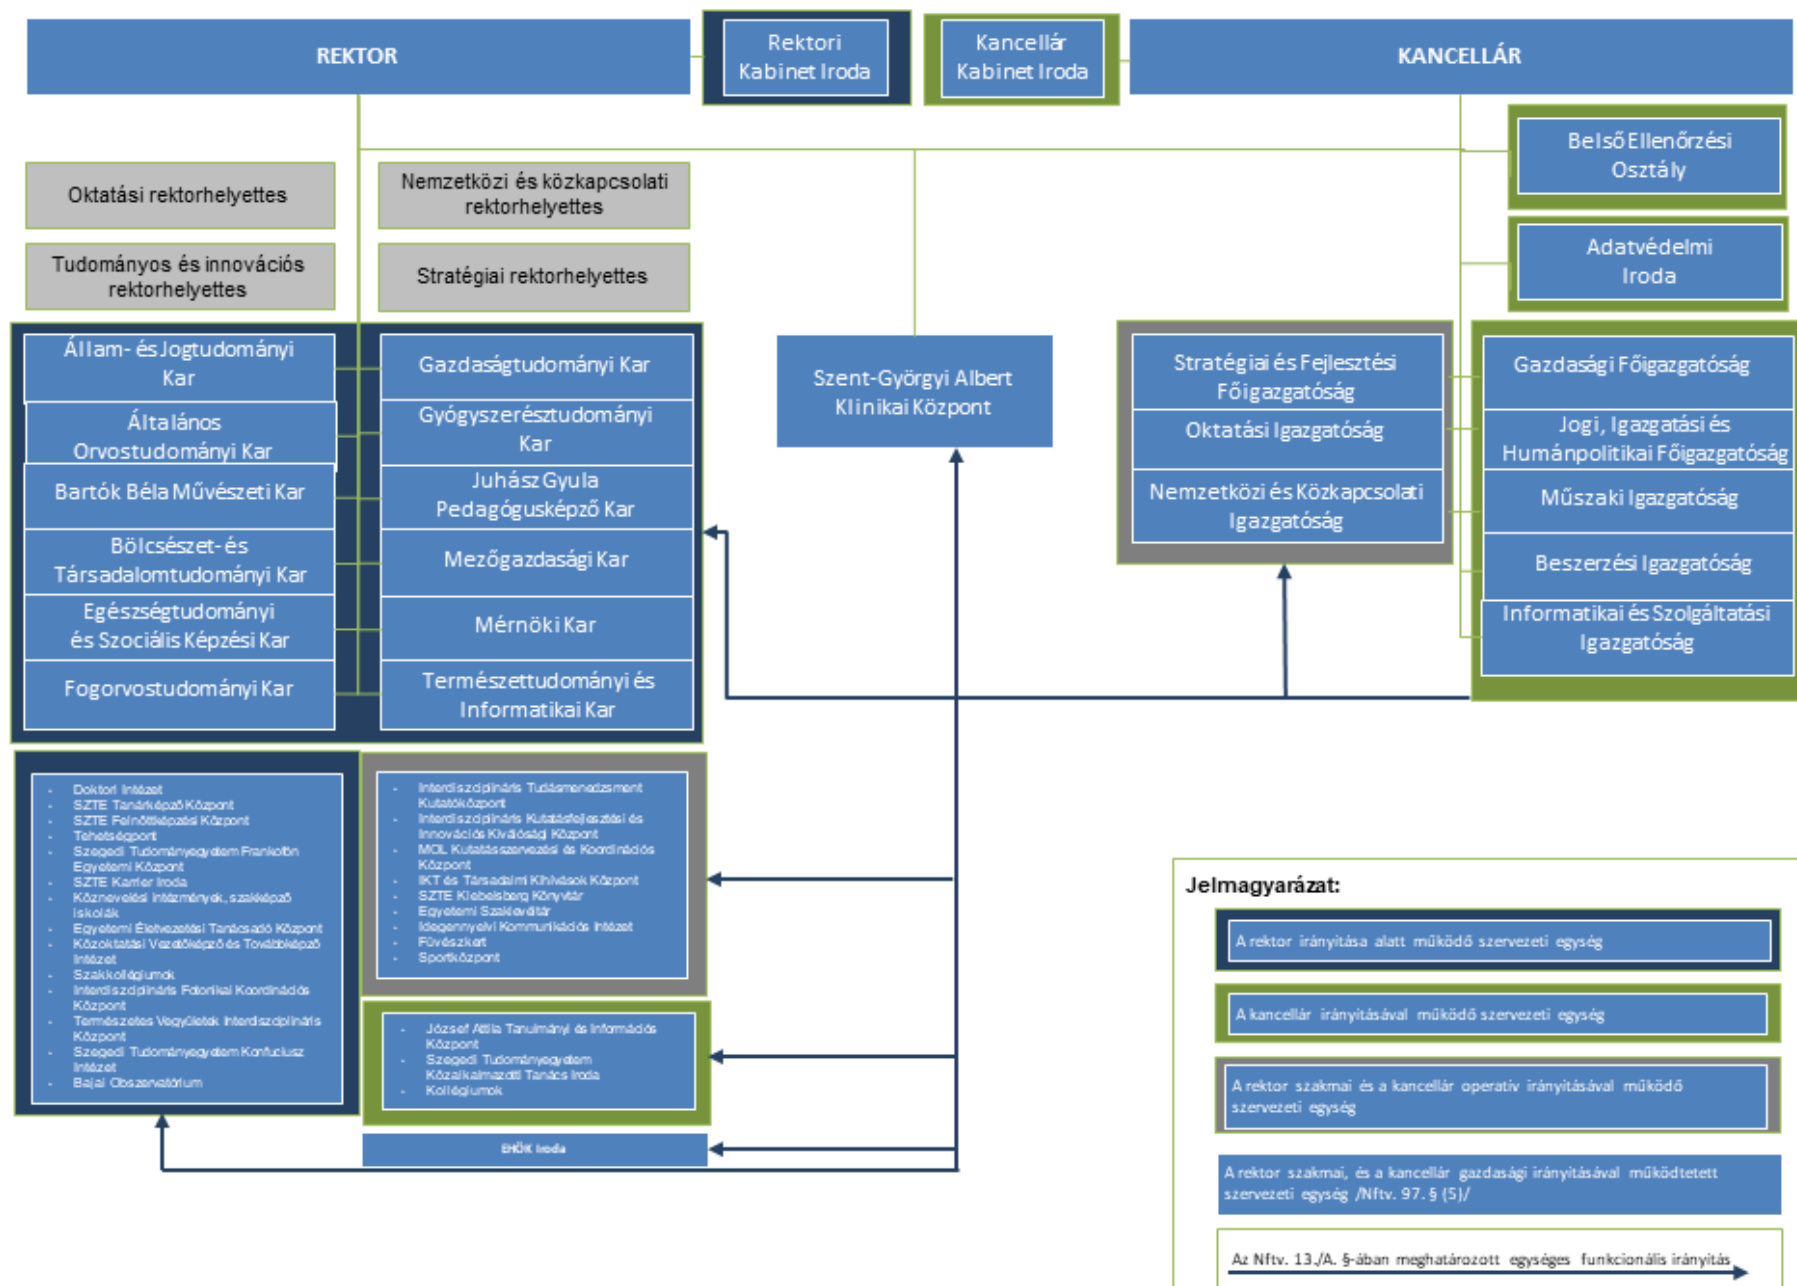 REKTOR
Rektori
Kabinet Iroda
Kancellár
Kabinet Iroda
KANCELLÁR
Belső Ellenőrzési
Osztály
Adatvédelmi
Iroda
Oktatási rektorhelyettes
Nemzetközi és közkapcsolati
rektorhelyettes
Tudományos és innovációs
rektorhelyettes
Stratégiai rektorhelyettes
Állam- és Jogtudományi
Kar
Általános
Orvostudományi Kar
Bartók Béla Művészeti Kar
Bölcsészet- és
Társadalomtudományi Kar
Egészségtudományi
és Szociális Képzési Kar
Fogorvostudományi Kar
Gazdaságtudományi Kar
Gyógyszerésztudományi
Kar
Juhász Gyula
Pedagógusképző Kar
Mezőgazdasági Kar
Mérnöki Kar
Természettudományi és
Informatikai Kar
Szent-Györgyi Albert
Klinikai Központ
Stratégiai és Fejlesztési
Főigazgatóság
Oktatási Igazgatóság
Nemzetközi és Közkapcsolati
Igazgatóság
Gazdasági Főigazgatóság
Jogi, Igazgatási és
Humánpolitikai Főigazgatóság
Műszaki Igazgatóság
Beszerzési Igazgatóság
Informatikai és Szolgáltatási
Igazgatóság
- Doktori Intézet
- SZTE Tanárképző Központ
- SZTE Felnőttképzési Központ
- Tehetségpont
- Szegedi Tudományegyetem Frankofón
Egyetemi Központ
- SZTE Karrier Iroda
- Köznevelési Intézmények, szakképző
iskolák
- Egyetemi Életvezetési Tanácsadó Központ
- Közoktatási Vezetőképző és Továbbképző
Intézet
- Szakkollégiumok
- Interdiszciplináris Fotonikai Koordinációs
Központ
- Természetes Vegyületek Interdiszciplináris
Központ
- Szegedi Tudományegyetem Konfuciusz
Intézet
- Bajai Obszervatórium
- Interdiszciplináris Tudásmenedzsment
Kutatóközpont
- Interdiszciplináris Kutatásfejlesztési és
Innovációs Kiválósági Központ
- MOL Kutatásszervezési és Koordinációs
Központ
- IKT és Társadalmi Kihívások Központ
- SZTE Klebelsberg Könyvtár
- Egyetemi Szaklevéltár
- Idegennyelvi Kommunikációs Intézet
- Füvészkert
- Sportközpont
- József Attila Tanulmányi és Információs
Központ
- Szegedi Tudományegyetem
Közalkalmazotti Tanács Iroda
- Kollégiumok
EHÖK Iroda
Jelmagyarázat:
A rektor irányítása alatt működő szervezeti egység
A kancellár irányításával működő szervezeti egység
A rektor szakmai és a kancellár operatív irányításával működő
szervezeti egység
A rektor szakmai, és a kancellár gazdasági irányításával működtetett
szervezeti egység /Nftv. 97. § (5)/
Az Nftv. 13./A. §-ában meghatározott egységes funkcionális irányítás